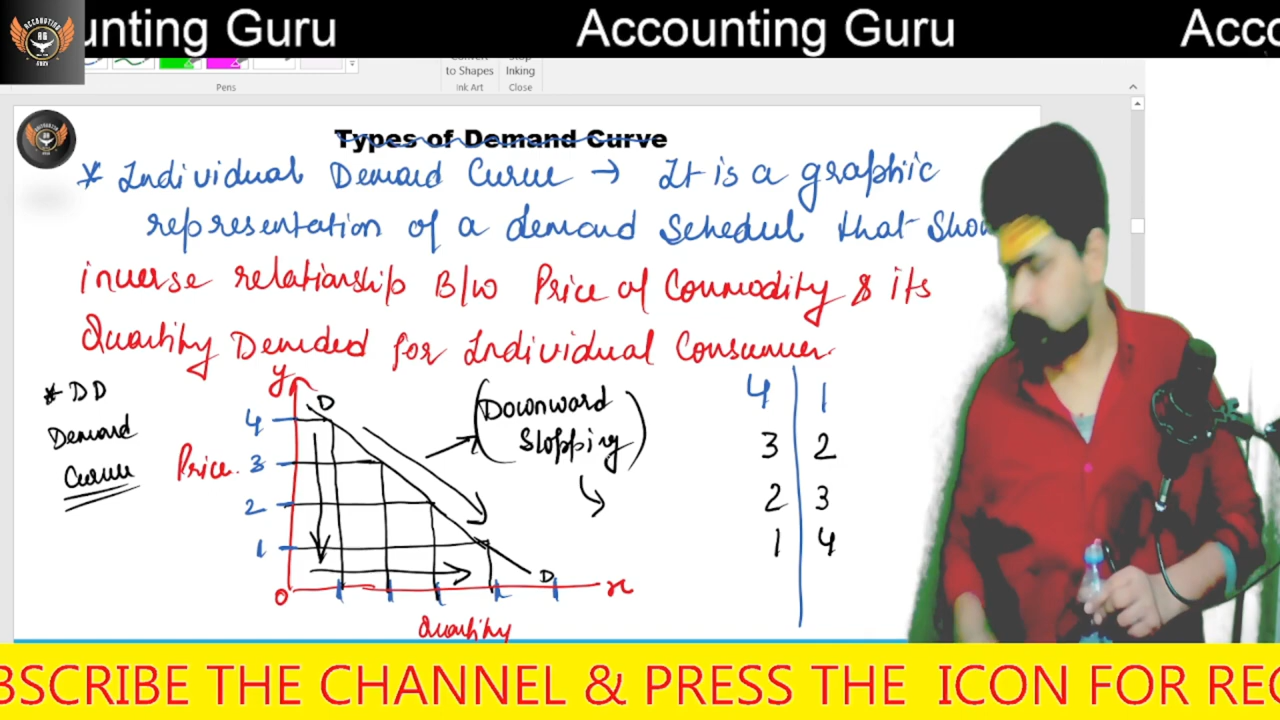 unting Guru Accounting Guru Acco
to Shapes Inking
Pens Ink Art Close
Types of Demand Curve
* Individual Demand Curve → It is a graphic
representation of a demand Schedul that Show
inverse relationship B/w Price of Commodity & its
Quantity Demded for Individual Consumer.
* DD
Demand
Curve
Price.
y
4
3
2
1
0
D
D
x
Quantity
(Downward
Slopping)
4 1
3 2
2 3
1 4
BSCRIBE THE CHANNEL & PRESS THE ICON FOR REG